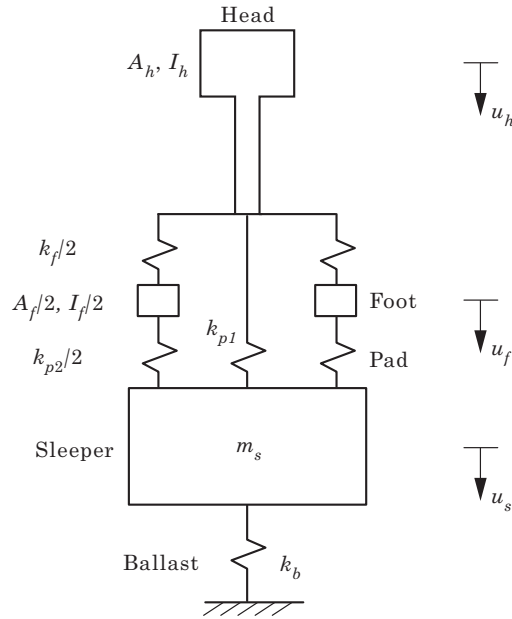 Head
A_h, I_h
u_h
k_f/2
A_f/2, I_f/2
Foot
k_p1
k_p2/2
Pad
u_f
Sleeper
m_s
u_s
Ballast
k_b